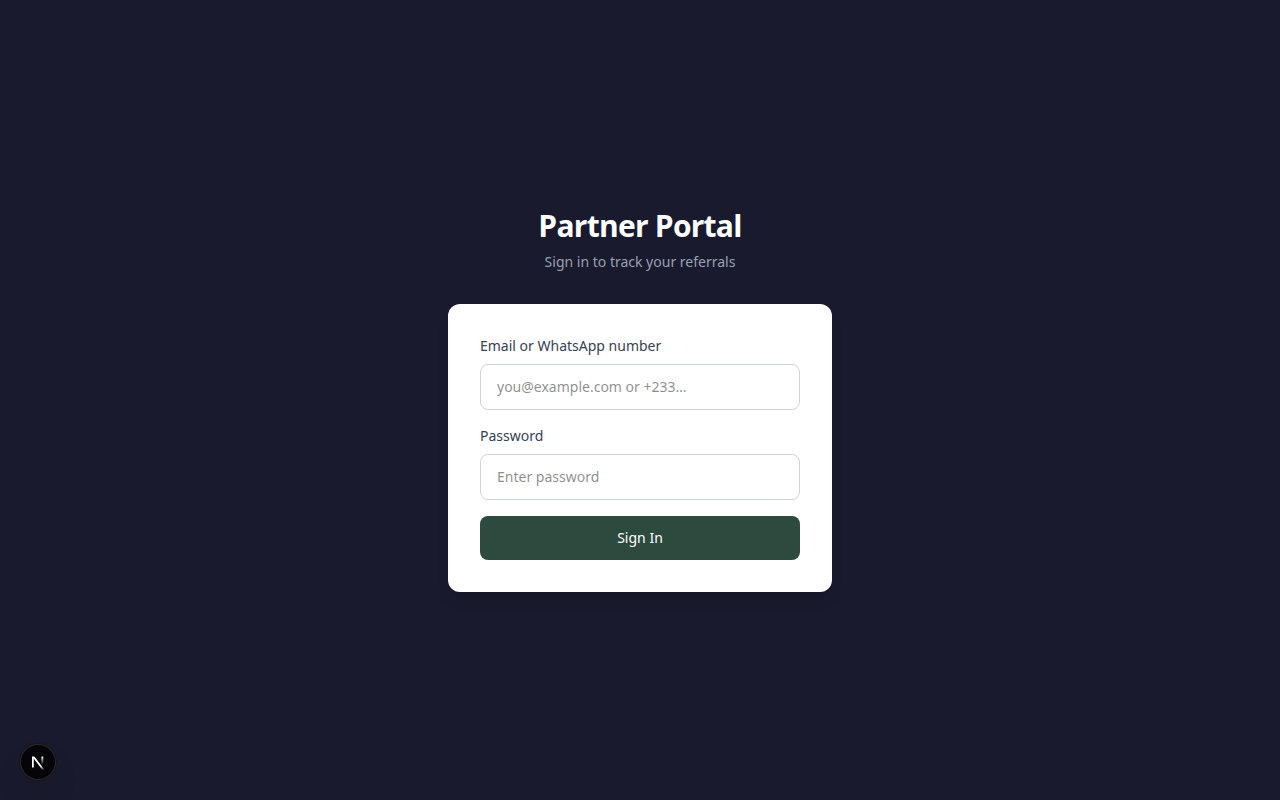 Partner Portal
Sign in to track your referrals
Email or WhatsApp number
you@example.com or +233...
Password
Enter password
Sign In
N